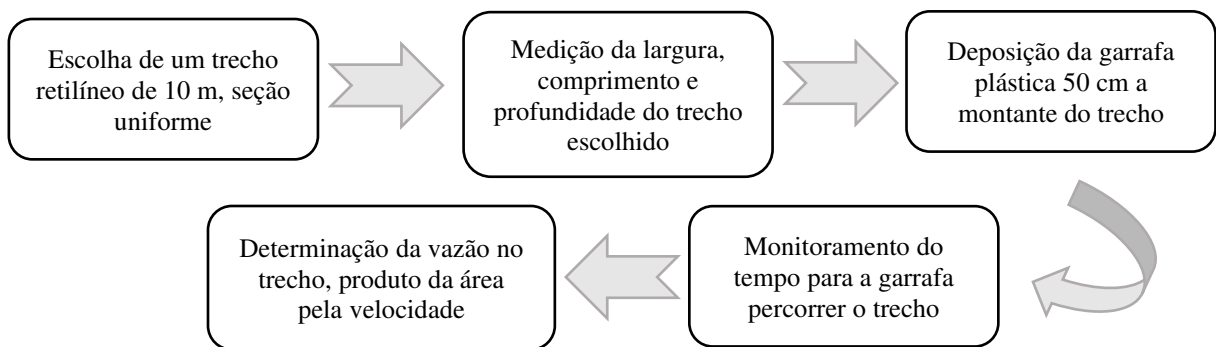 Escolha de um trecho
retilíneo de 10 m, seção
uniforme
Medição da largura,
comprimento e
profundidade do trecho
escolhido
Deposição da garrafa
plástica 50 cm a
montante do trecho
Monitoramento do
tempo para a garrafa
percorrer o trecho
Determinação da vazão no
trecho, produto da área
pela velocidade